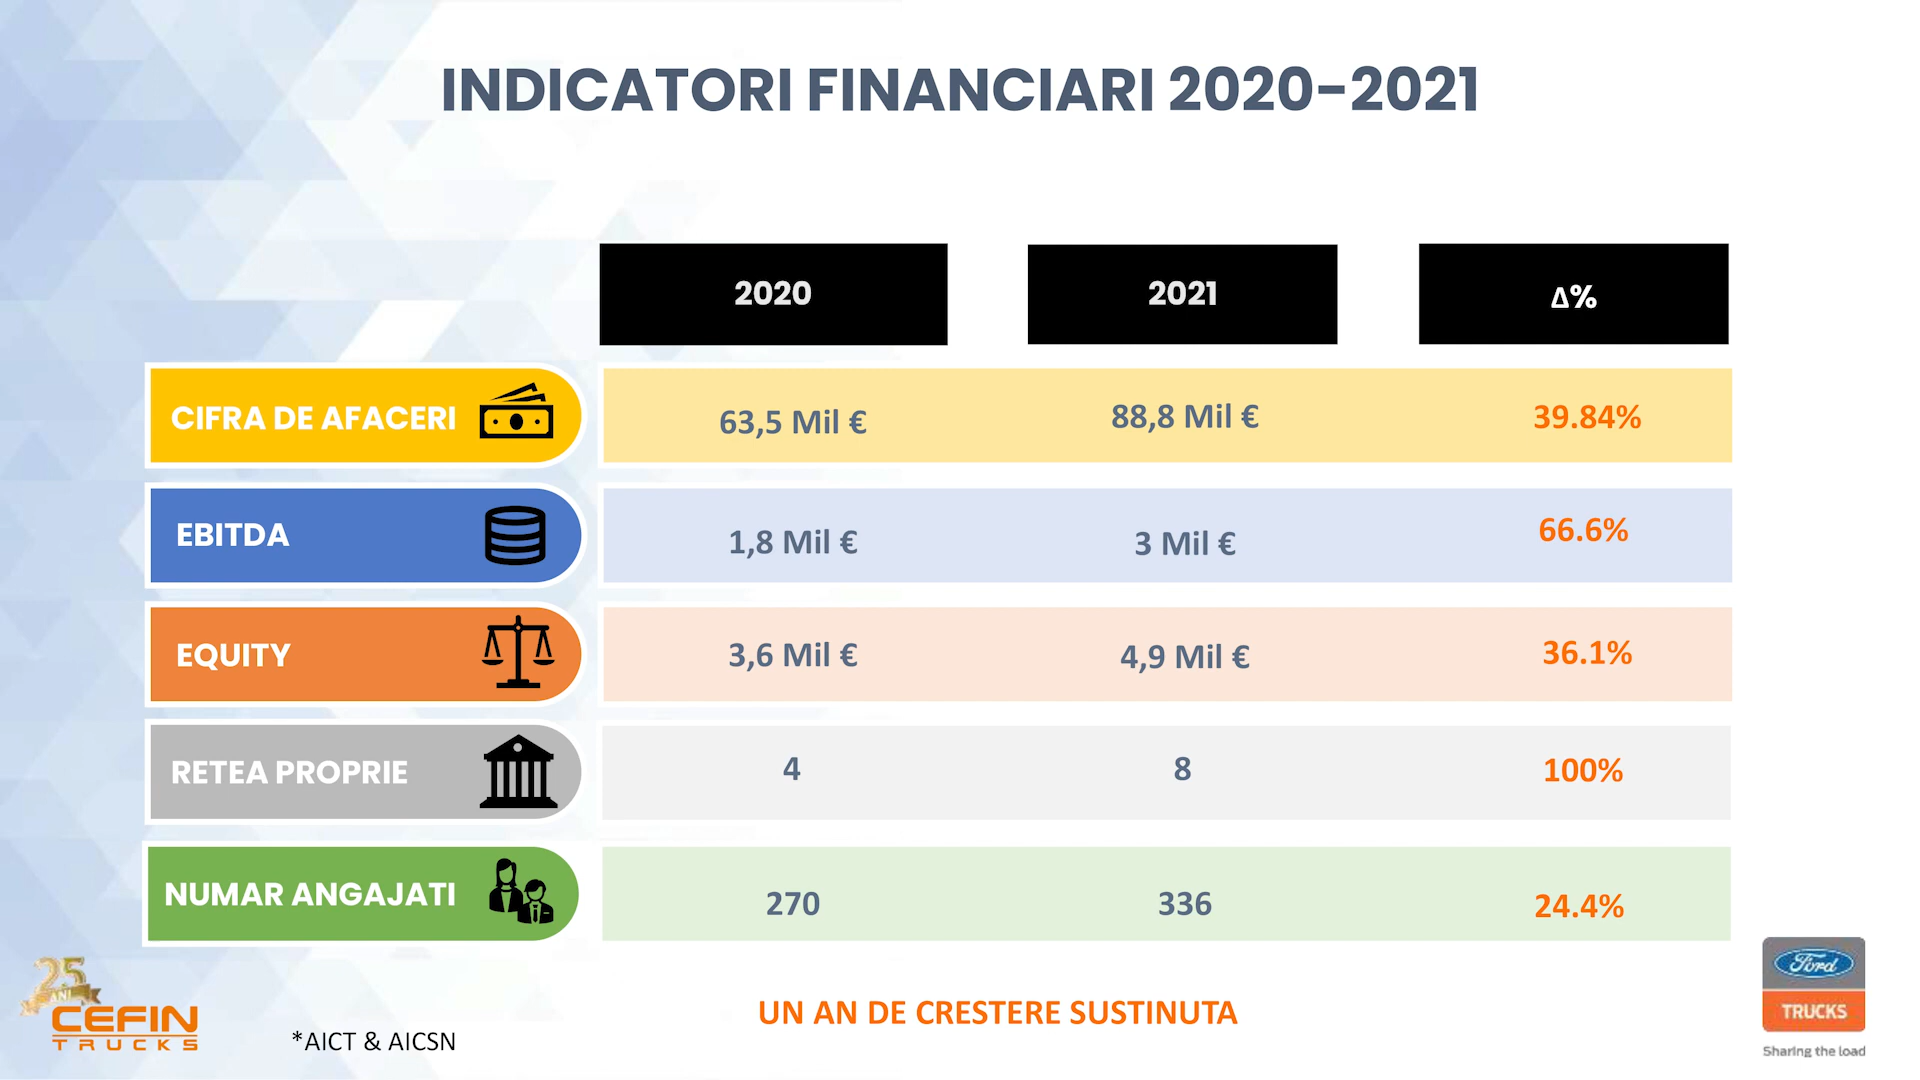 INDICATORI FINANCIARI 2020-2021
2020 2021 Δ%
CIFRA DE AFACERI 63,5 Mil € 88,8 Mil € 39.84%
EBITDA 1,8 Mil € 3 Mil € 66.6%
EQUITY 3,6 Mil € 4,9 Mil € 36.1%
RETEA PROPRIE 4 8 100%
NUMAR ANGAJATI 270 336 24.4%
25
ANI
CEFIN
TRUCKS
*AICT & AICSN
UN AN DE CRESTERE SUSTINUTA
Ford
TRUCKS
Sharing the load